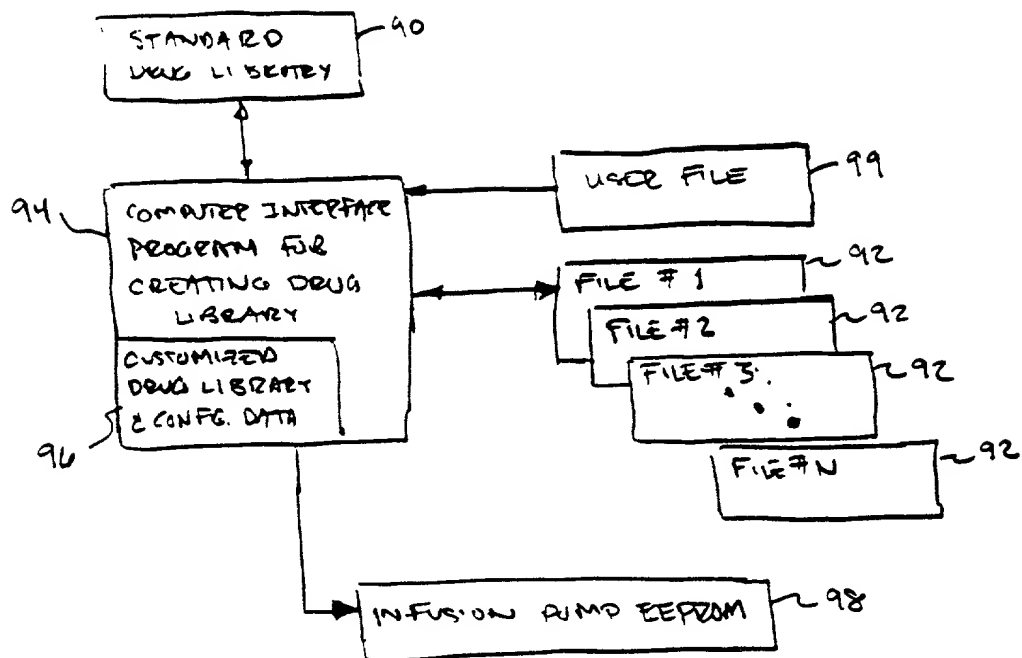 STANDARD
DRUG LIBRARY
90
94
COMPUTER INTERFACE
PROGRAM FOR
CREATING DRUG
LIBRARY
CUSTOMIZED
DRUG LIBRARY
& CONFG. DATA
96
USER FILE
99
FILE # 1
92
FILE # 2
92
FILE # 3
92
FILE # N
92
INFUSION PUMP EEPROM
98